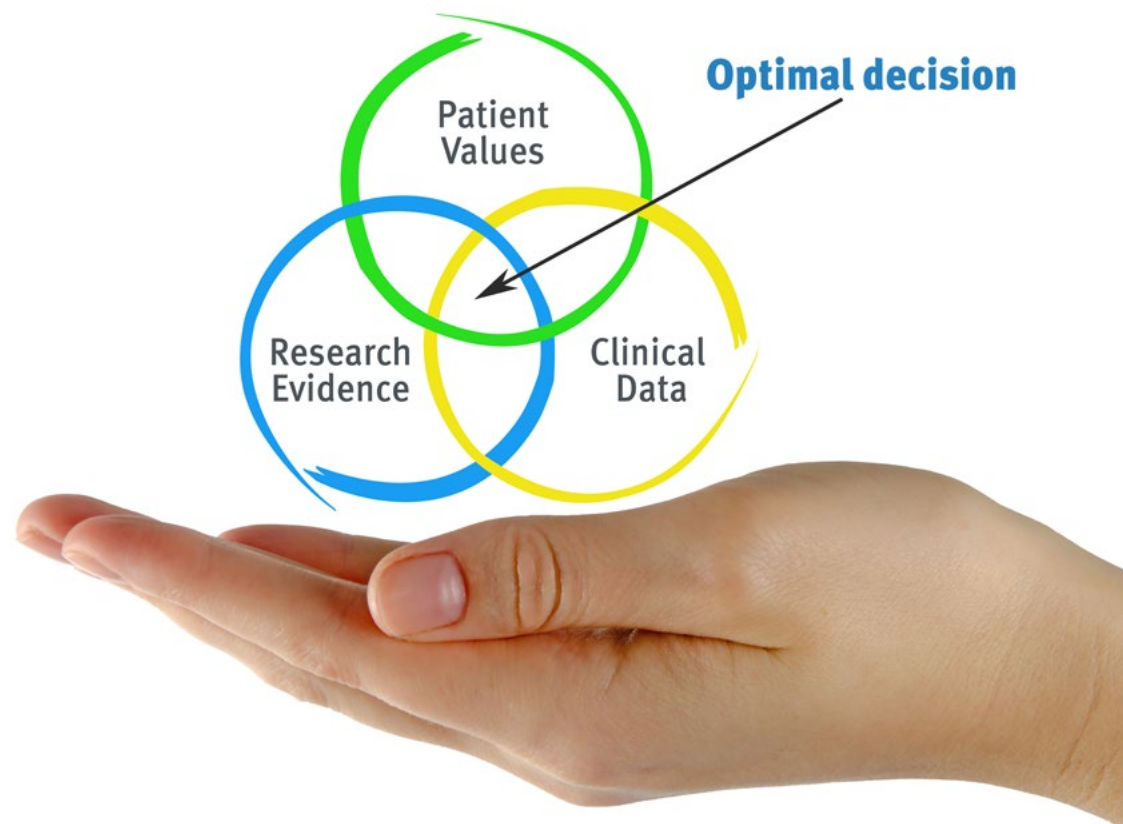 Optimal decision
Patient
Values
Research
Evidence
Clinical
Data